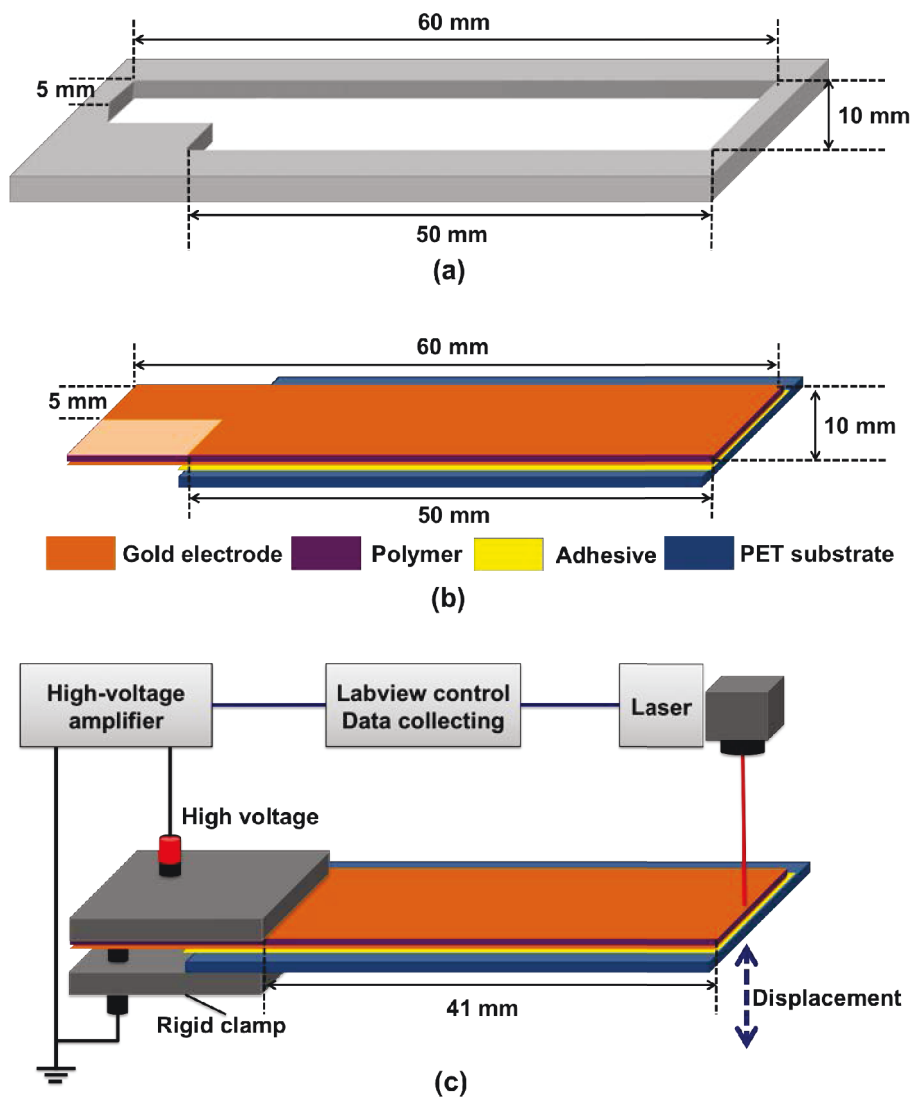 60 mm
5 mm
10 mm
50 mm
(a)
60 mm
5 mm
10 mm
50 mm
Gold electrode
Polymer
Adhesive
PET substrate
(b)
High-voltage
amplifier
Labview control
Data collecting
Laser
High voltage
Rigid clamp
41 mm
Displacement
(c)